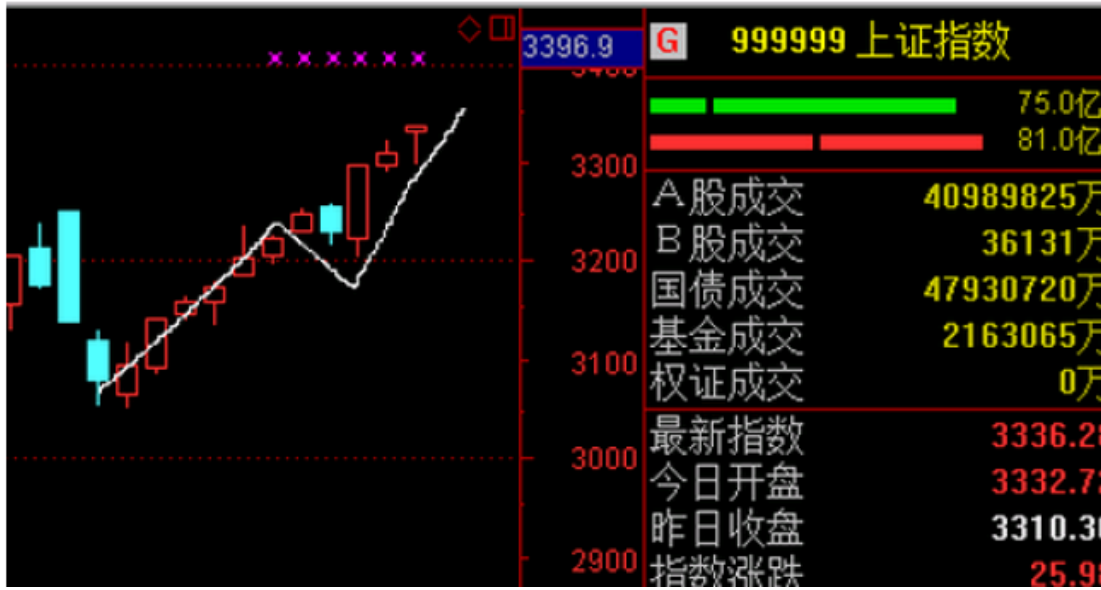 3396.9
G 999999 上证指数
3400
75.0亿
81.0亿
3300
A股成交 40989825万
3200
B股成交 36131万
国债成交 47930720万
3100
基金成交 2163065万
权证成交 0万
3000
最新指数 3336.28
今日开盘 3332.72
昨日收盘 3310.30
2900
指数涨跌 25.98